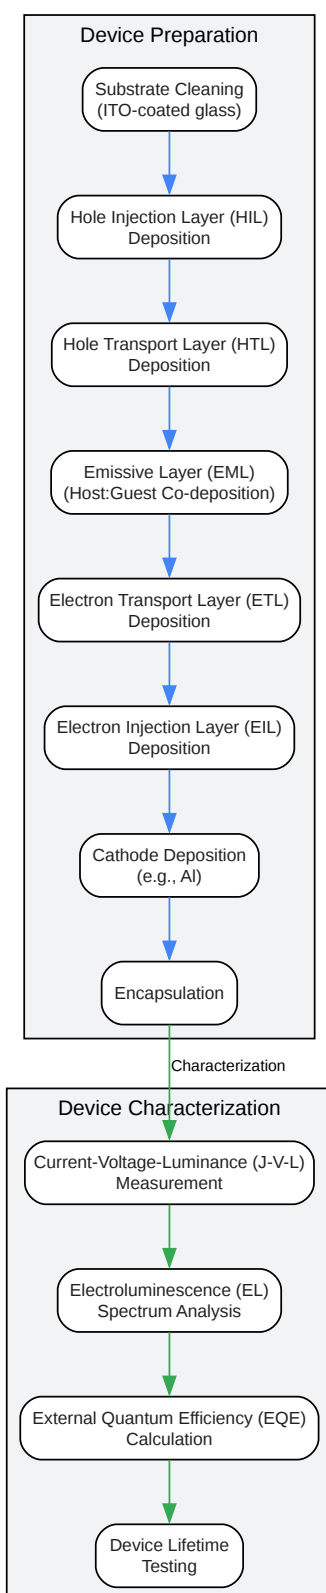 Device Preparation
Substrate Cleaning
(ITO-coated glass)
Hole Injection Layer (HIL)
Deposition
Hole Transport Layer (HTL)
Deposition
Emissive Layer (EML)
(Host:Guest Co-deposition)
Electron Transport Layer (ETL)
Deposition
Electron Injection Layer (EIL)
Deposition
Cathode Deposition
(e.g., Al)
Encapsulation
Characterization
Device Characterization
Current-Voltage-Luminance (J-V-L)
Measurement
Electroluminescence (EL)
Spectrum Analysis
External Quantum Efficiency (EQE)
Calculation
Device Lifetime
Testing